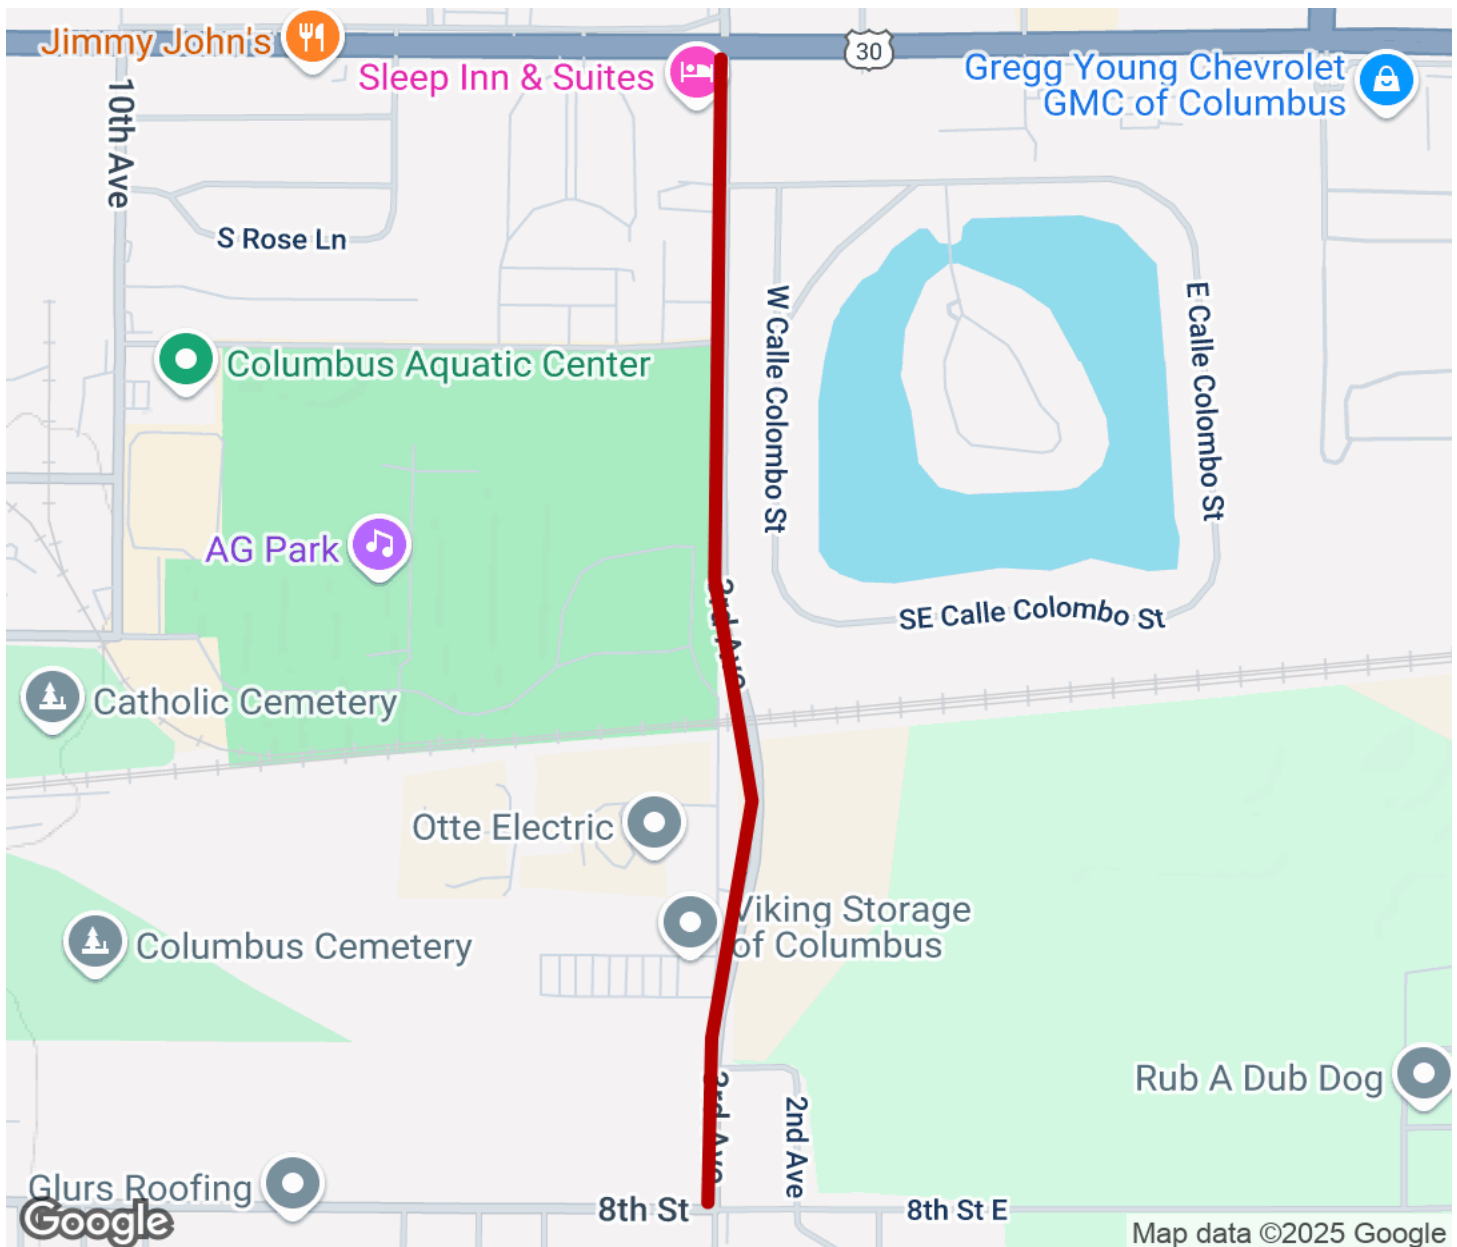 Jimmy John's
30
Sleep Inn & Suites
Gregg Young Chevrolet
GMC of Columbus
10th Ave
S Rose Ln
W Calle Colombo St
E Calle Colombo St
Columbus Aquatic Center
AG Park
3rd Ave
SE Calle Colombo St
Catholic Cemetery
Otte Electric
Viking Storage
of Columbus
Columbus Cemetery
Rub A Dub Dog
3rd Ave
2nd Ave
Glurs Roofing
8th St
8th St E
Google
Map data ©2025 Google